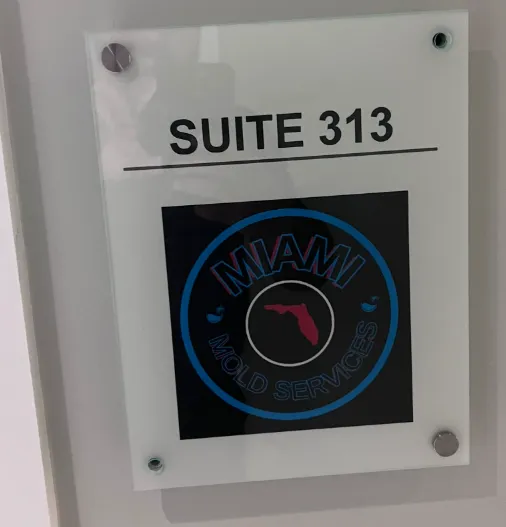 SUITE 313
MIAMI
MOLD SERVICES